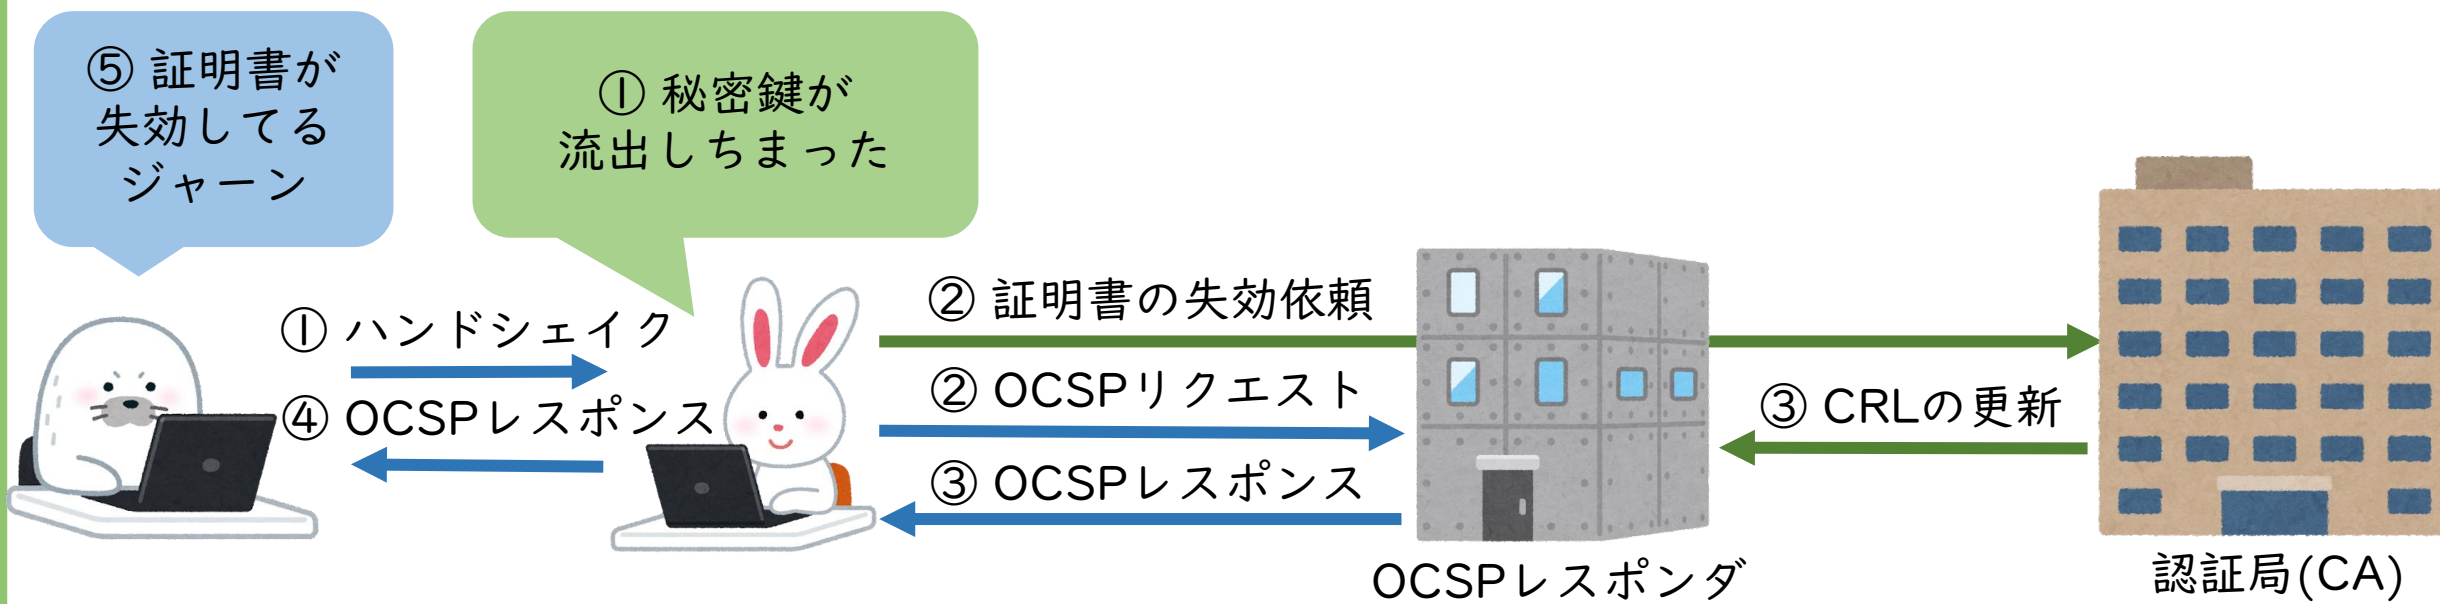 ⑤ 証明書が
失効してる
ジャーン
① 秘密鍵が
流出しちまった
① ハンドシェイク
④ OCSPレスポンス
② 証明書の失効依頼
② OCSPリクエスト
③ OCSPレスポンス
③ CRLの更新
OCSPレスポンダ
認証局(CA)